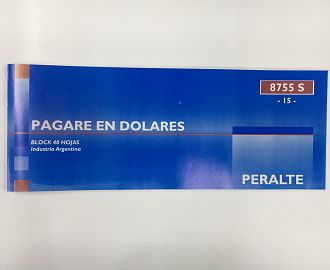 8755 S
- 15 -
PAGARE EN DOLARES
BLOCK 40 HOJAS
Industria Argentina
PERALTE